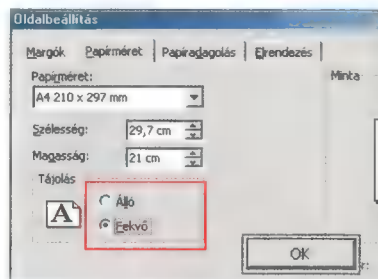 Oldalbeállítás
Margók Papírméret Papíradagolás Elrendezés
Papírméret: Minta
A4 210 x 297 mm
Szélesség: 29,7 cm
Magasság: 21 cm
Tájolás
A Álló
Fekvő
OK